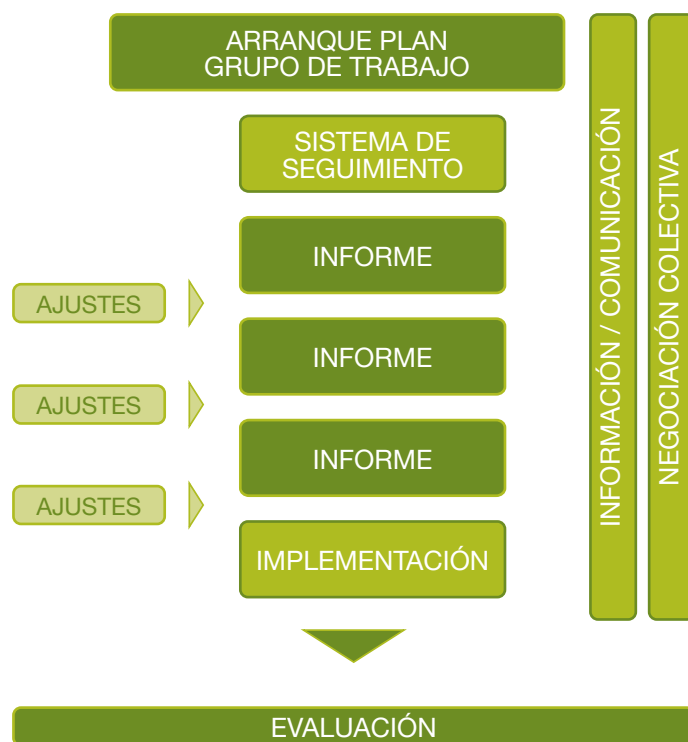 ARRANQUE PLAN
GRUPO DE TRABAJO
SISTEMA DE
SEGUIMIENTO
INFORME
AJUSTES
INFORME
AJUSTES
INFORME
AJUSTES
IMPLEMENTACIÓN
INFORMACIÓN / COMUNICACIÓN
NEGOCIACIÓN COLECTIVA
EVALUACIÓN